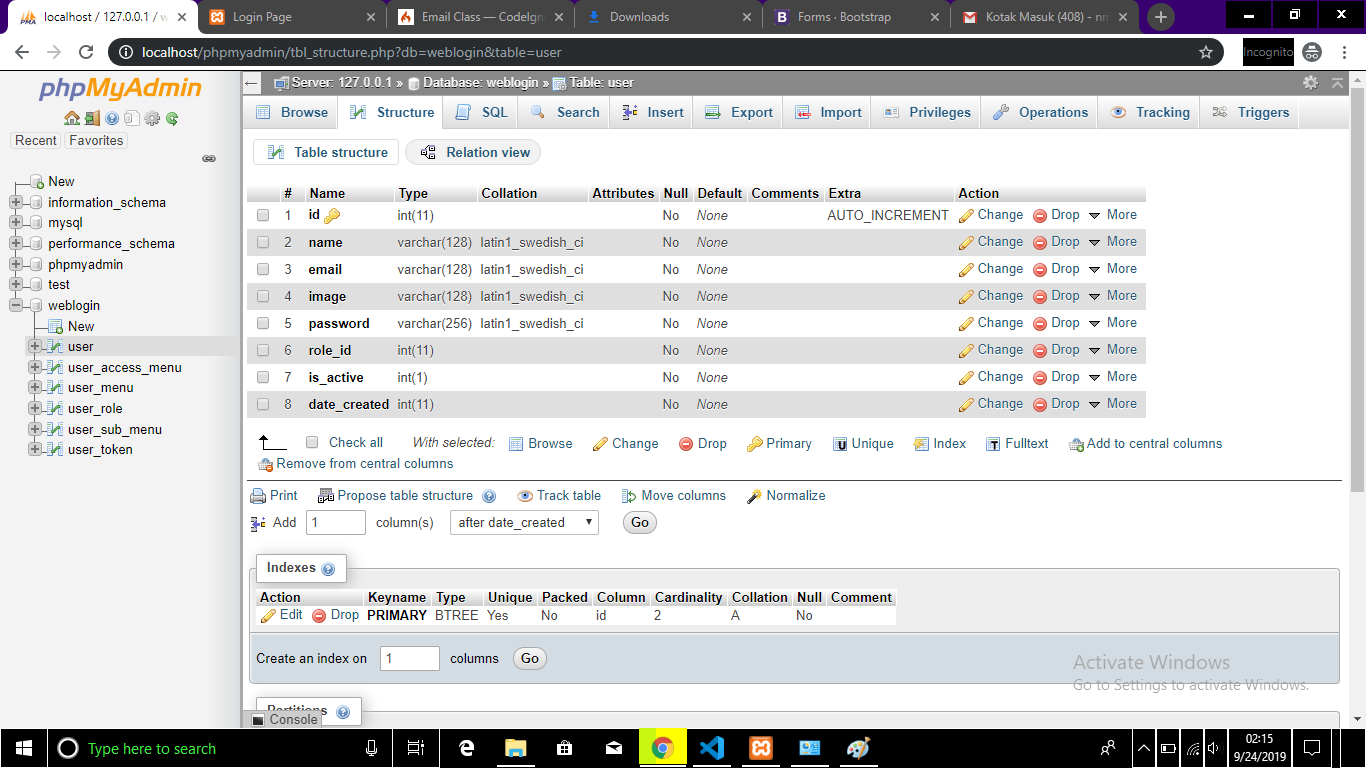 localhost / 127.0.0.1 / w
Login Page
Email Class — CodeIgn
Downloads
Forms · Bootstrap
Kotak Masuk (408) - nm
localhost/phpmyadmin/tbl_structure.php?db=weblogin&table=user
Incognito
phpMyAdmin
Recent Favorites
New
information_schema
mysql
performance_schema
phpmyadmin
test
weblogin
New
user
user_access_menu
user_menu
user_role
user_sub_menu
user_token
Server: 127.0.0.1 » Database: weblogin » Table: user
Browse Structure SQL Search Insert Export Import Privileges Operations Tracking Triggers
Table structure Relation view
# Name Type Collation Attributes Null Default Comments Extra Action
1 id int(11) No None AUTO_INCREMENT Change Drop More
2 name varchar(128) latin1_swedish_ci No None Change Drop More
3 email varchar(128) latin1_swedish_ci No None Change Drop More
4 image varchar(128) latin1_swedish_ci No None Change Drop More
5 password varchar(256) latin1_swedish_ci No None Change Drop More
6 role_id int(11) No None Change Drop More
7 is_active int(1) No None Change Drop More
8 date_created int(11) No None Change Drop More
Check all With selected: Browse Change Drop Primary Unique Index Fulltext Add to central columns
Remove from central columns
Print Propose table structure Track table Move columns Normalize
Add 1 column(s) after date_created Go
Indexes
Action Keyname Type Unique Packed Column Cardinality Collation Null Comment
Edit Drop PRIMARY BTREE Yes No id 2 A No
Create an index on 1 columns Go
Partitions
Console
Activate Windows
Go to Settings to activate Windows.
Type here to search
02:15
9/24/2019